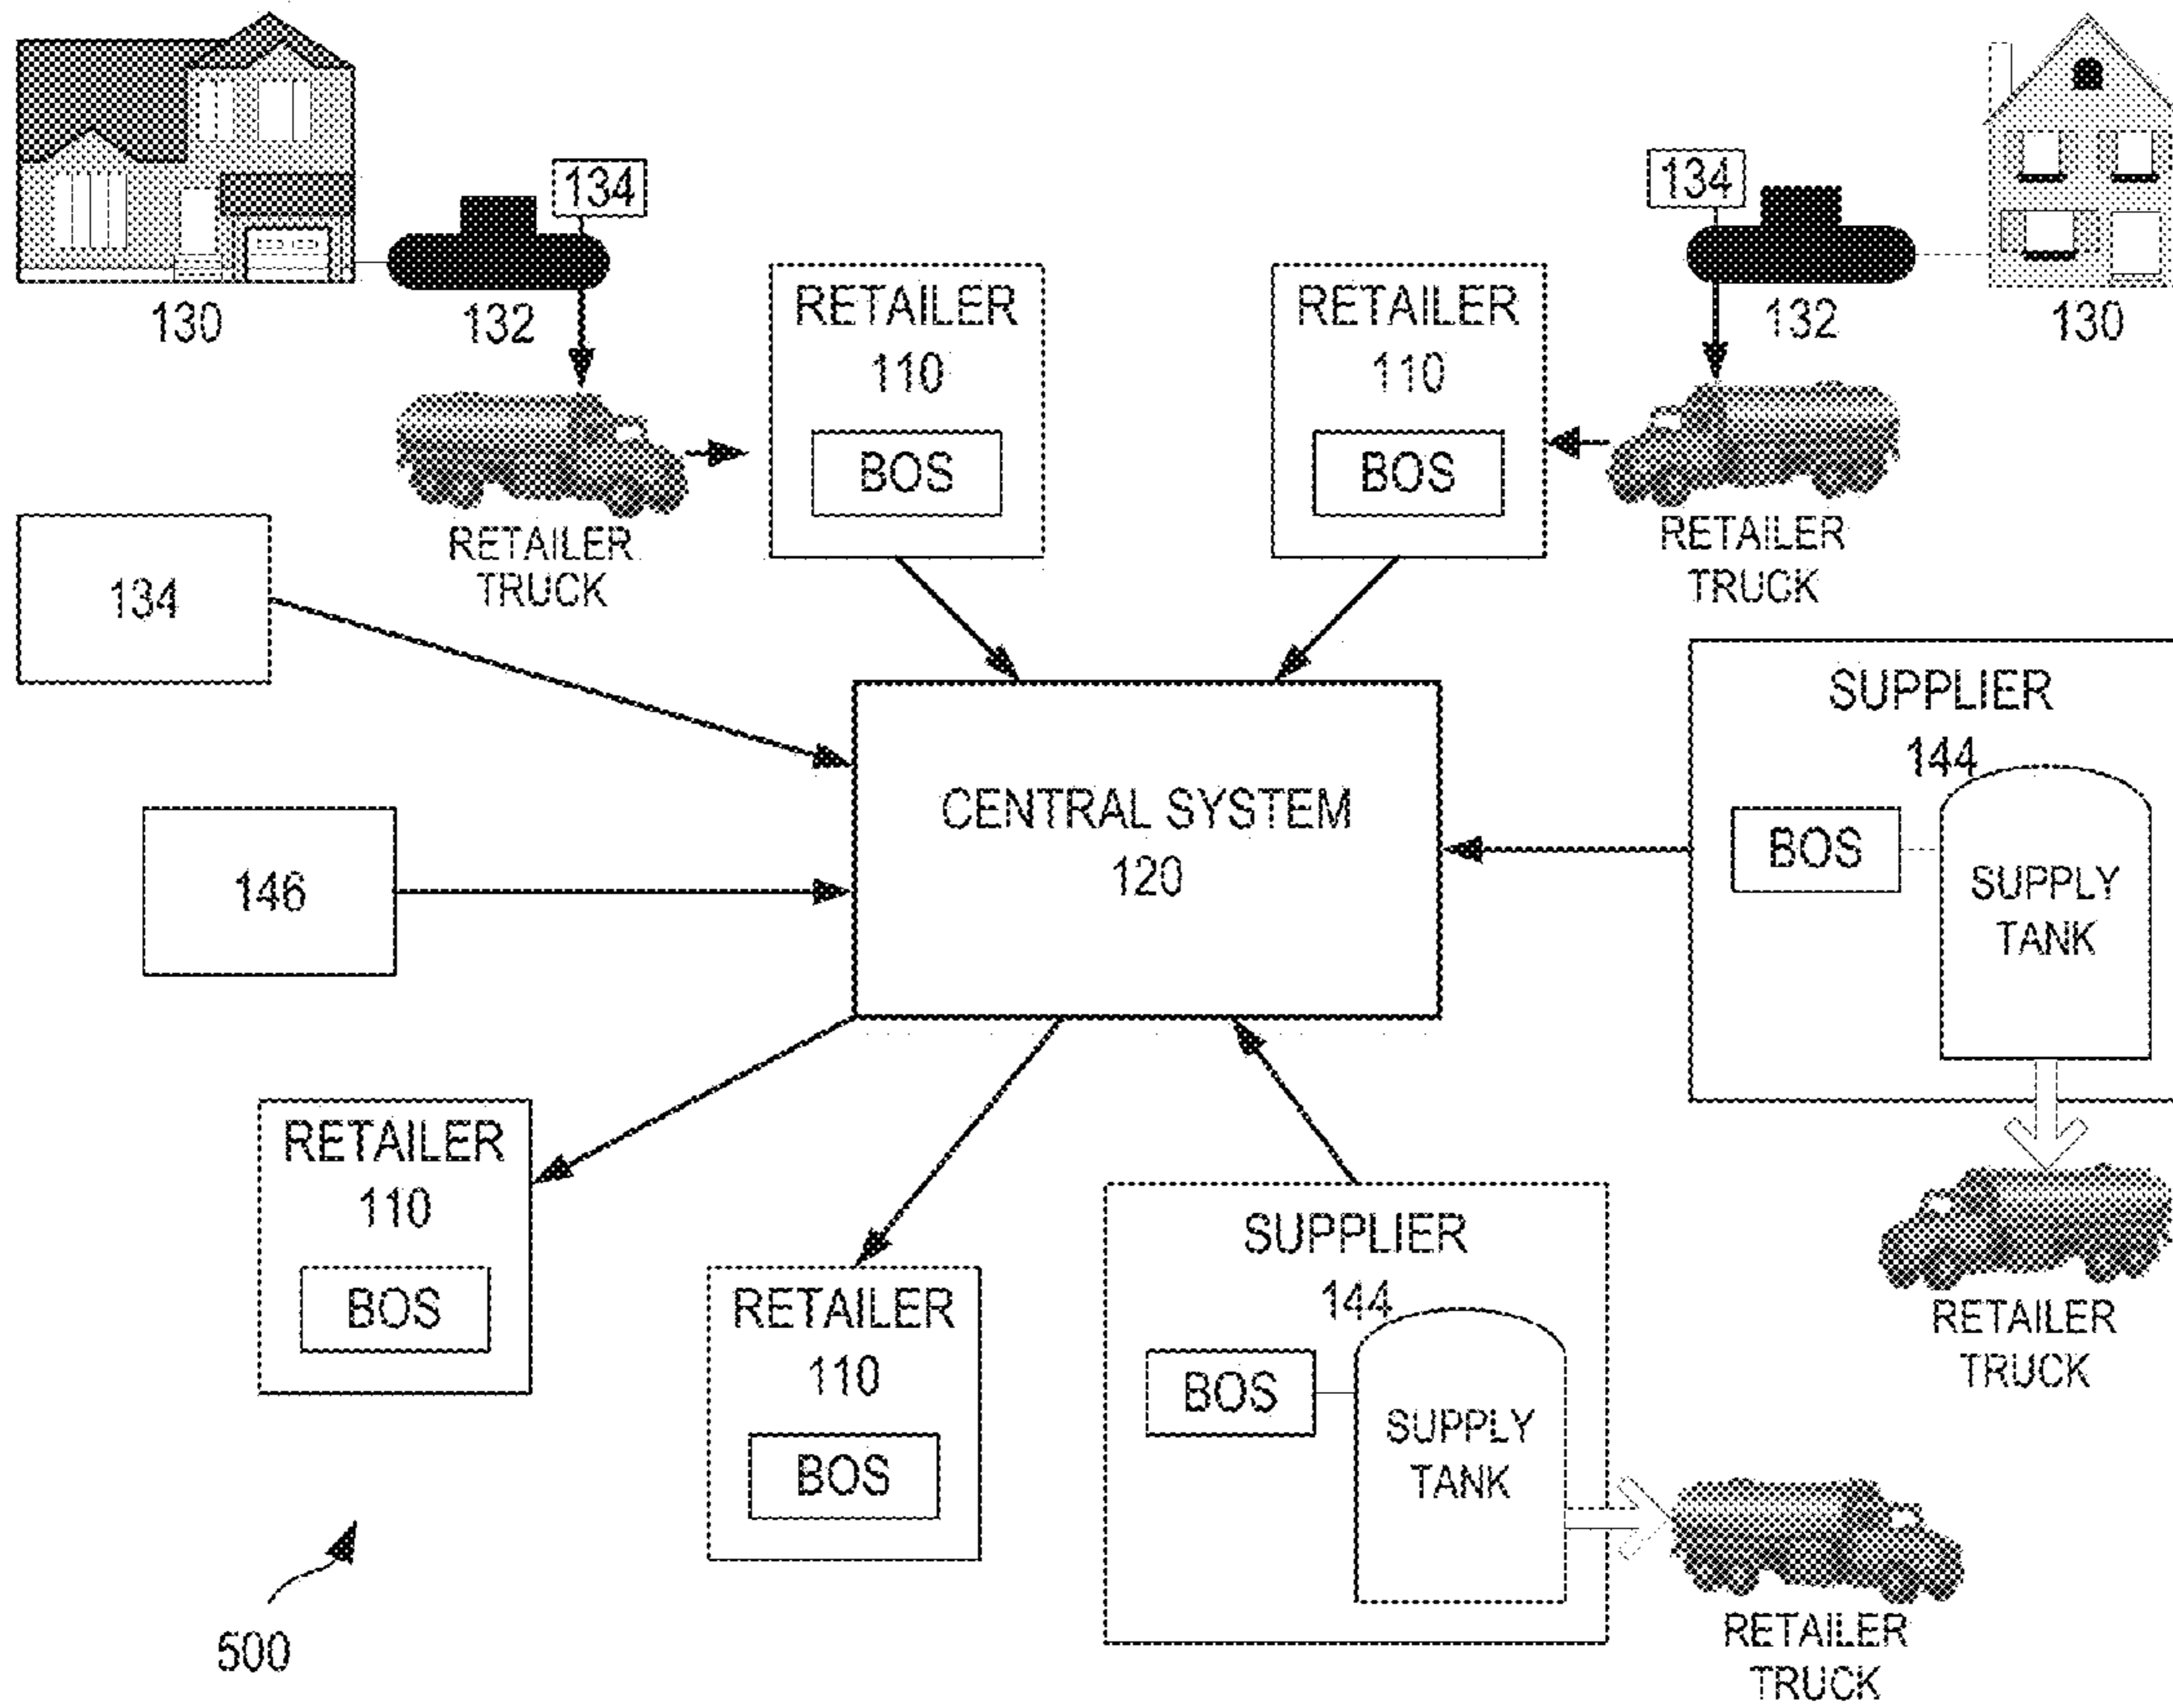 134
134
130
132
RETAILER
110
BOS
RETAILER
110
BOS
132
130
RETAILER
TRUCK
RETAILER
TRUCK
134
SUPPLIER
144
BOS
SUPPLY
TANK
CENTRAL SYSTEM
120
146
RETAILER
110
BOS
RETAILER
110
BOS
SUPPLIER
144
BOS
SUPPLY
TANK
RETAILER
TRUCK
RETAILER
TRUCK
500